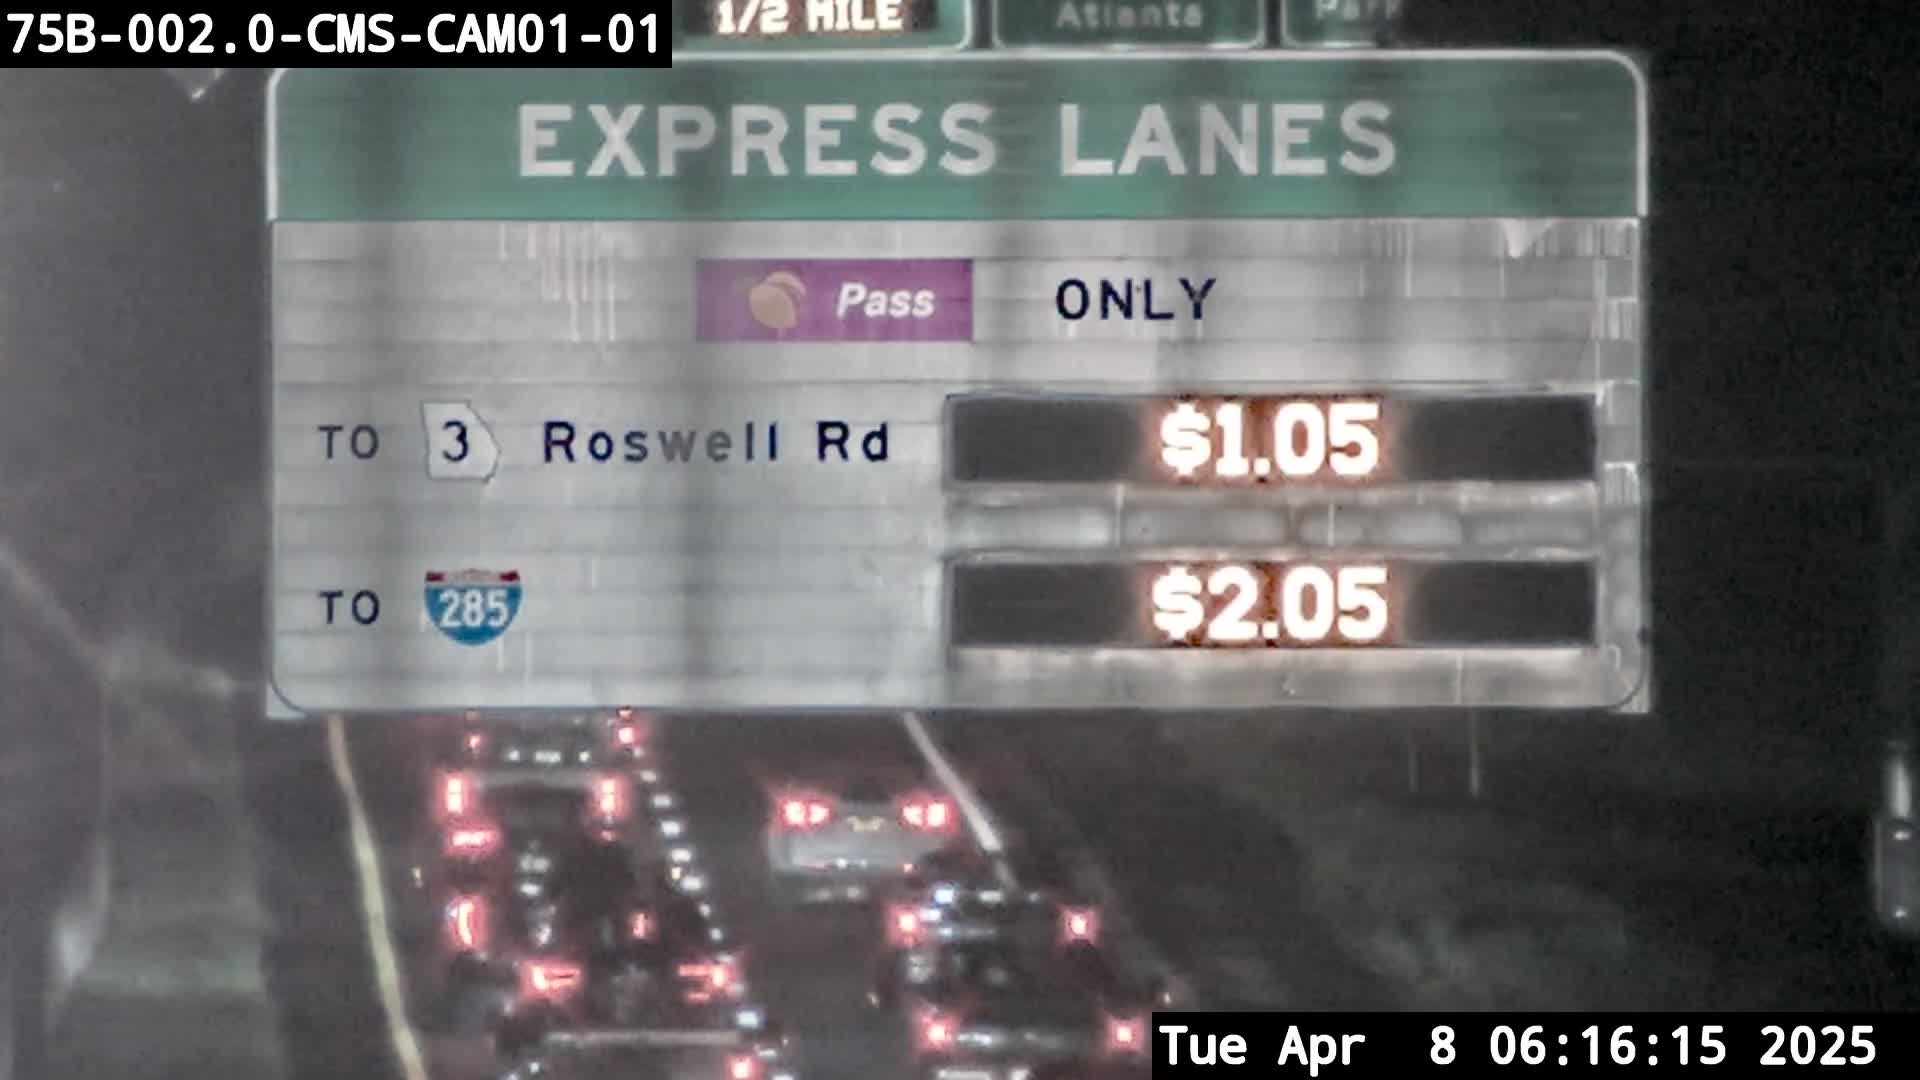 75B-002.0-CMS-CAM01-01
1/2 MILE
Atlanta
Park
EXPRESS LANES
Pass ONLY
TO 3 Roswell Rd $1.05
TO 285 $2.05
Tue Apr 8 06:16:15 2025